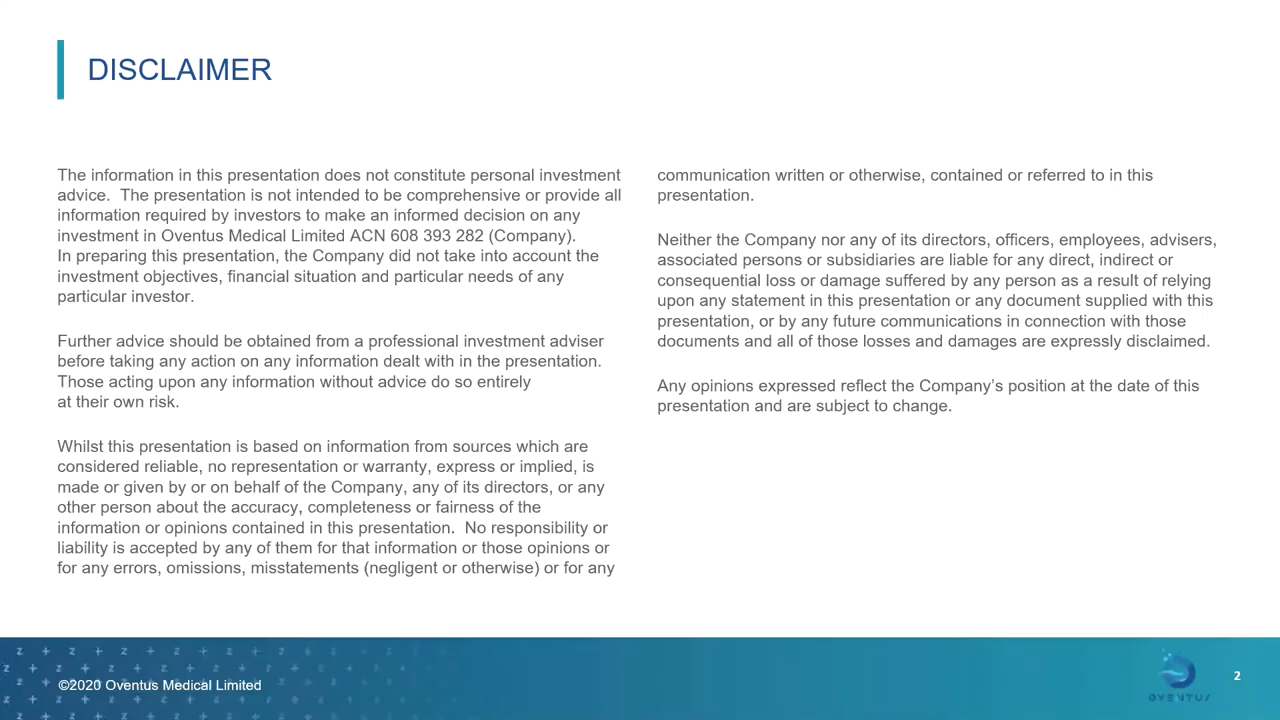 DISCLAIMER
The information in this presentation does not constitute personal investment
advice.  The presentation is not intended to be comprehensive or provide all
information required by investors to make an informed decision on any
investment in Oventus Medical Limited ACN 608 393 282 (Company).
In preparing this presentation, the Company did not take into account the
investment objectives, financial situation and particular needs of any
particular investor.
Further advice should be obtained from a professional investment adviser
before taking any action on any information dealt with in the presentation.
Those acting upon any information without advice do so entirely
at their own risk.
Whilst this presentation is based on information from sources which are
considered reliable, no representation or warranty, express or implied, is
made or given by or on behalf of the Company, any of its directors, or any
other person about the accuracy, completeness or fairness of the
information or opinions contained in this presentation.  No responsibility or
liability is accepted by any of them for that information or those opinions or
for any errors, omissions, misstatements (negligent or otherwise) or for any
communication written or otherwise, contained or referred to in this
presentation.
Neither the Company nor any of its directors, officers, employees, advisers,
associated persons or subsidiaries are liable for any direct, indirect or
consequential loss or damage suffered by any person as a result of relying
upon any statement in this presentation or any document supplied with this
presentation, or by any future communications in connection with those
documents and all of those losses and damages are expressly disclaimed.
Any opinions expressed reflect the Company’s position at the date of this
presentation and are subject to change.
©2020 Oventus Medical Limited
OVENTUS
2